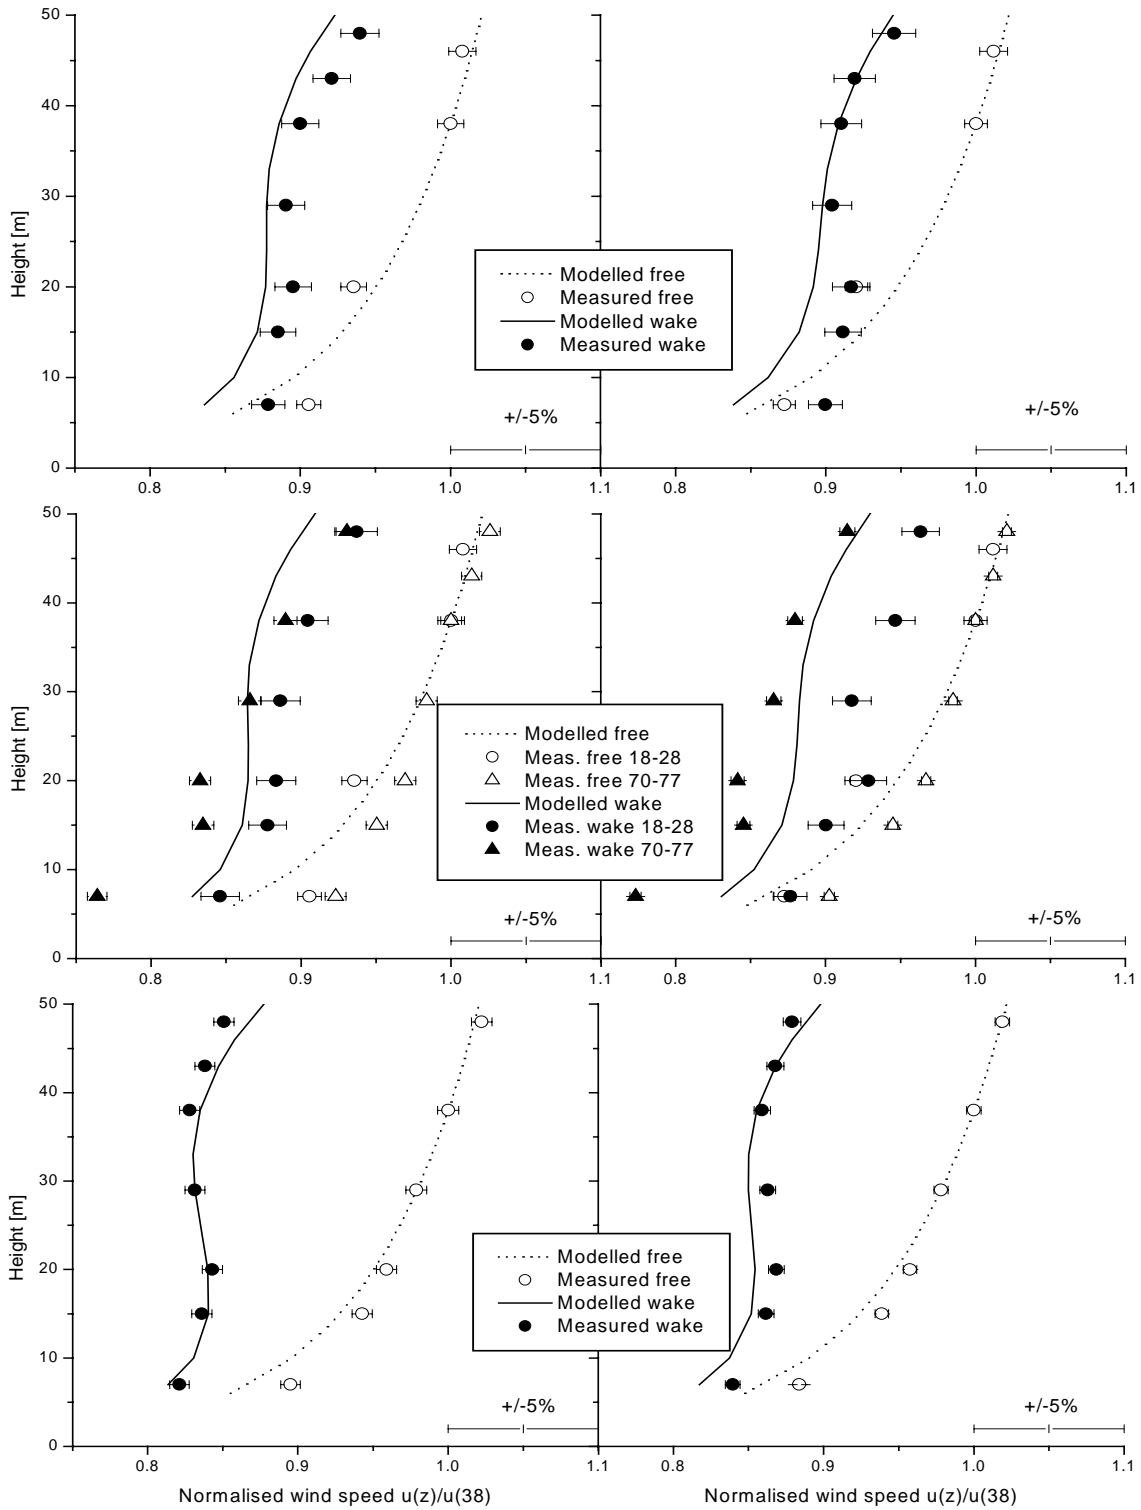 50
40
30
20
10
0
Height [m]
Modelled free
Measured free
Modelled wake
Measured wake
+/-5%
+/-5%
0.8
0.9
1.0
1.1
0.8
0.9
1.0
1.1
50
40
30
20
10
0
Height [m]
Modelled free
Meas. free 18-28
Meas. free 70-77
Modelled wake
Meas. wake 18-28
Meas. wake 70-77
+/-5%
+/-5%
0.8
0.9
1.0
1.1
0.8
0.9
1.0
1.1
50
40
30
20
10
0
Height [m]
Modelled free
Measured free
Modelled wake
Measured wake
+/-5%
+/-5%
0.8
0.9
1.0
1.1
0.8
0.9
1.0
1.1
Normalised wind speed u(z)/u(38)
Normalised wind speed u(z)/u(38)